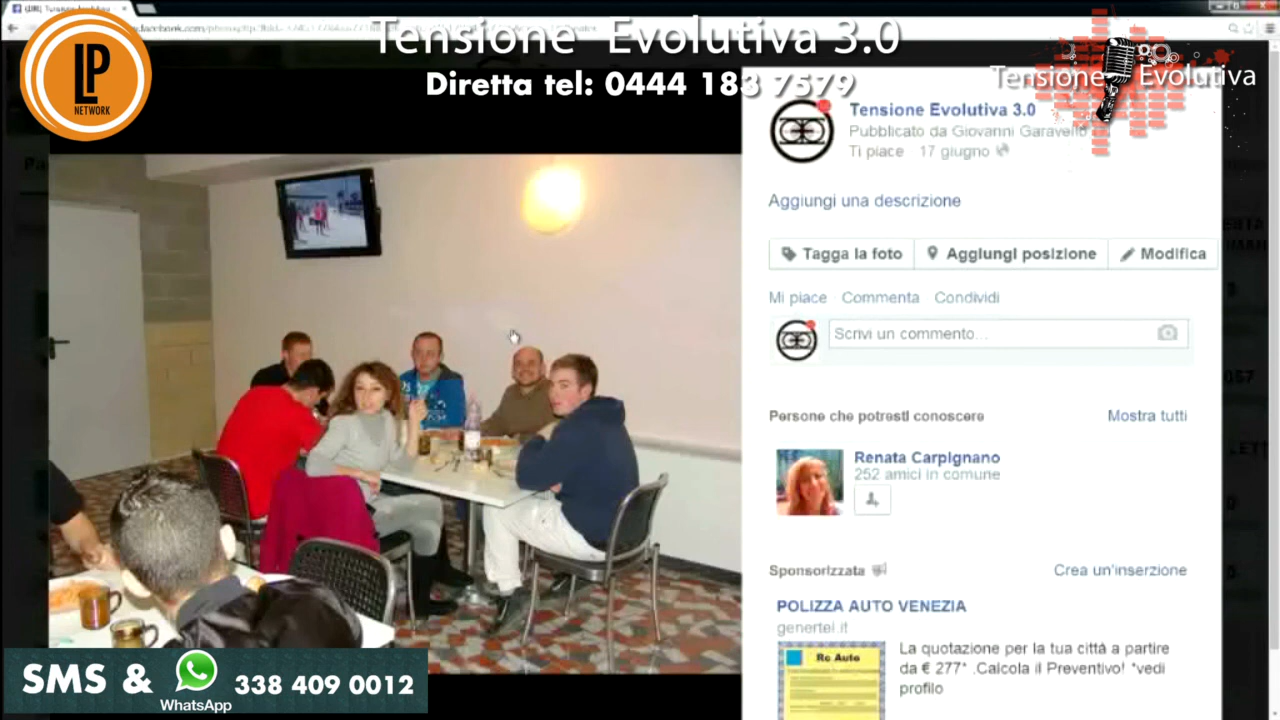 Tensione Evolutiva 3.0
Diretta tel: 0444 183 7579
LP
NETWORK
Tensione Evolutiva
Tensione Evolutiva 3.0
Pubblicato da Giovanni Garavello
Ti piace 17 giugno
Aggiungi una descrizione
Tagga la foto
Aggiungi posizione
Modifica
Mi piace Commenta Condividi
Scrivi un commento...
Persone che potresti conoscere
Mostra tutti
Renata Carpignano
252 amici in comune
Sponsorizzata
Crea un'inserzione
POLIZZA AUTO VENEZIA
genertel.it
Rc Auto
La quotazione per la tua città a partire
da € 277* .Calcola il Preventivo! *vedi
profilo
SMS & 338 409 0012
WhatsApp